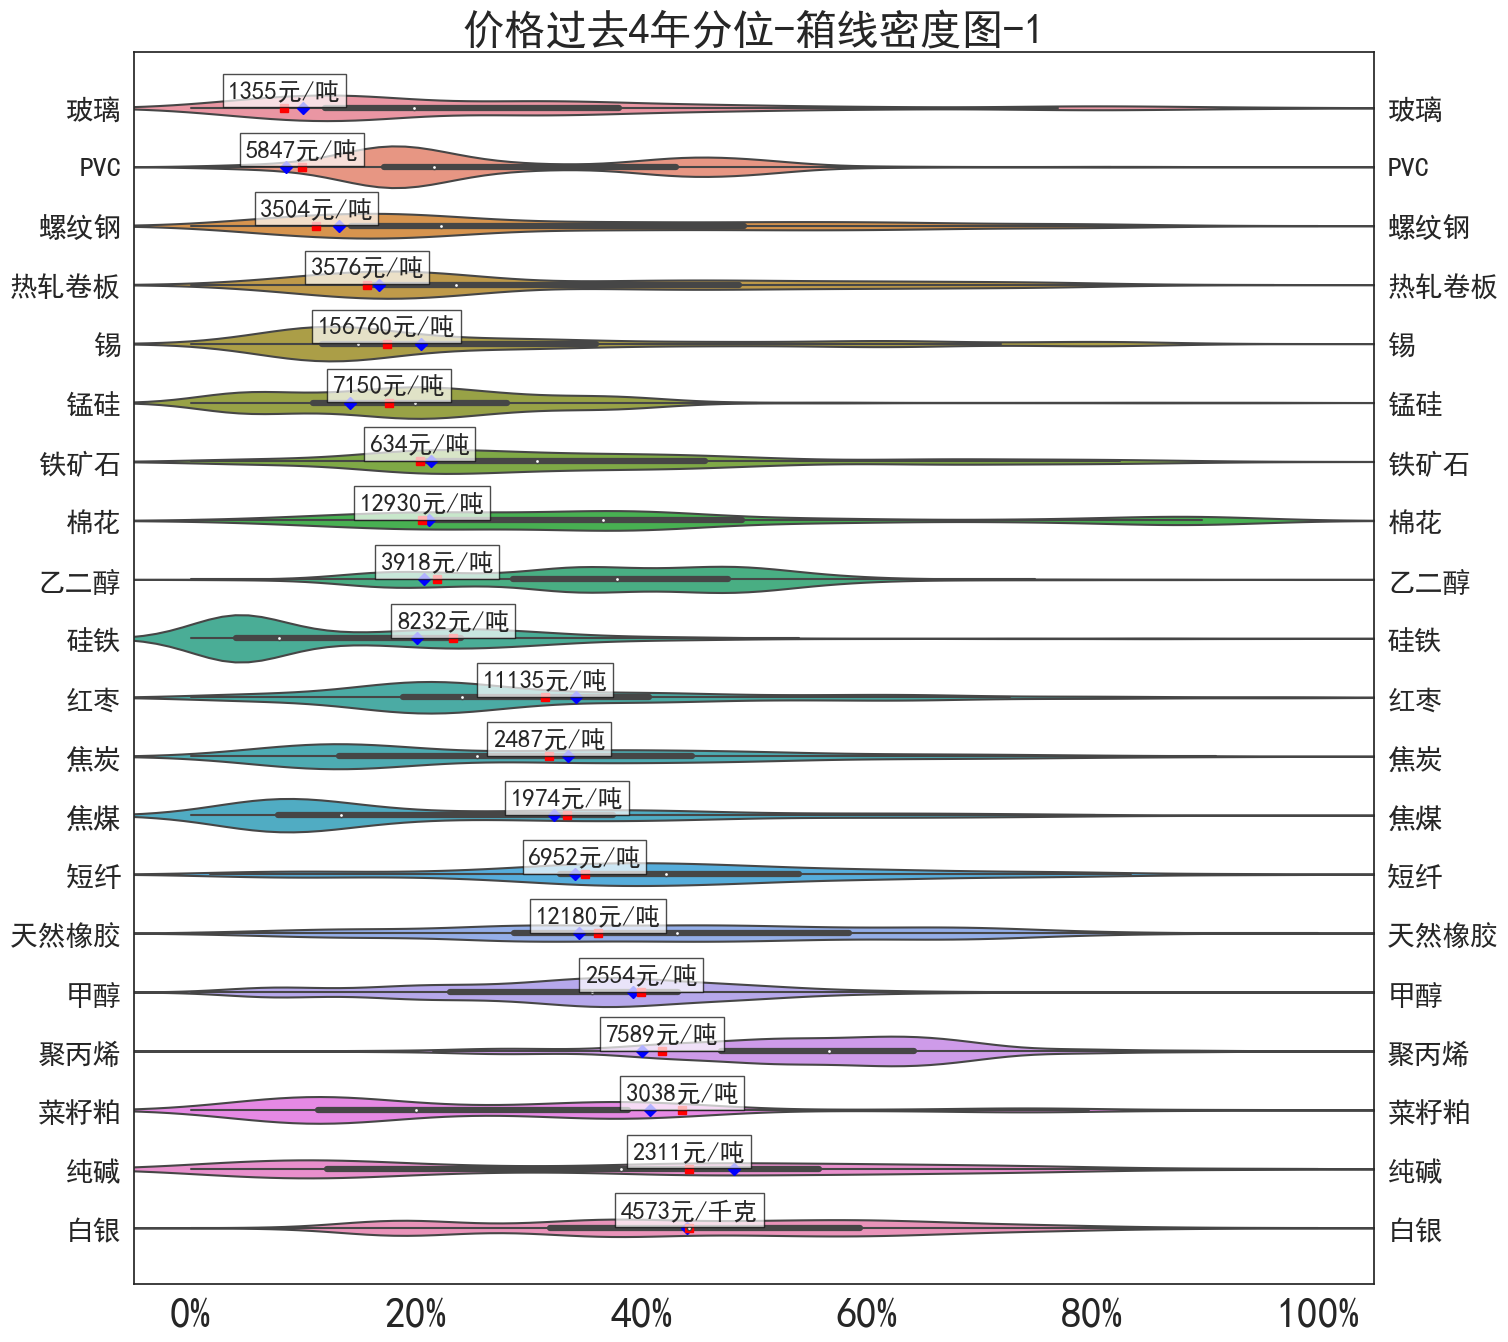 价格过去4年分位-箱线密度图-1
玻璃 1355元/吨 玻璃
PVC 5847元/吨 PVC
螺纹钢 3504元/吨 螺纹钢
热轧卷板 3576元/吨 热轧卷板
锡 156760元/吨 锡
锰硅 7150元/吨 锰硅
铁矿石 634元/吨 铁矿石
棉花 12930元/吨 棉花
乙二醇 3918元/吨 乙二醇
硅铁 8232元/吨 硅铁
红枣 11135元/吨 红枣
焦炭 2487元/吨 焦炭
焦煤 1974元/吨 焦煤
短纤 6952元/吨 短纤
天然橡胶 12180元/吨 天然橡胶
甲醇 2554元/吨 甲醇
聚丙烯 7589元/吨 聚丙烯
菜籽粕 3038元/吨 菜籽粕
纯碱 2311元/吨 纯碱
白银 4573元/千克 白银
0% 20% 40% 60% 80% 100%